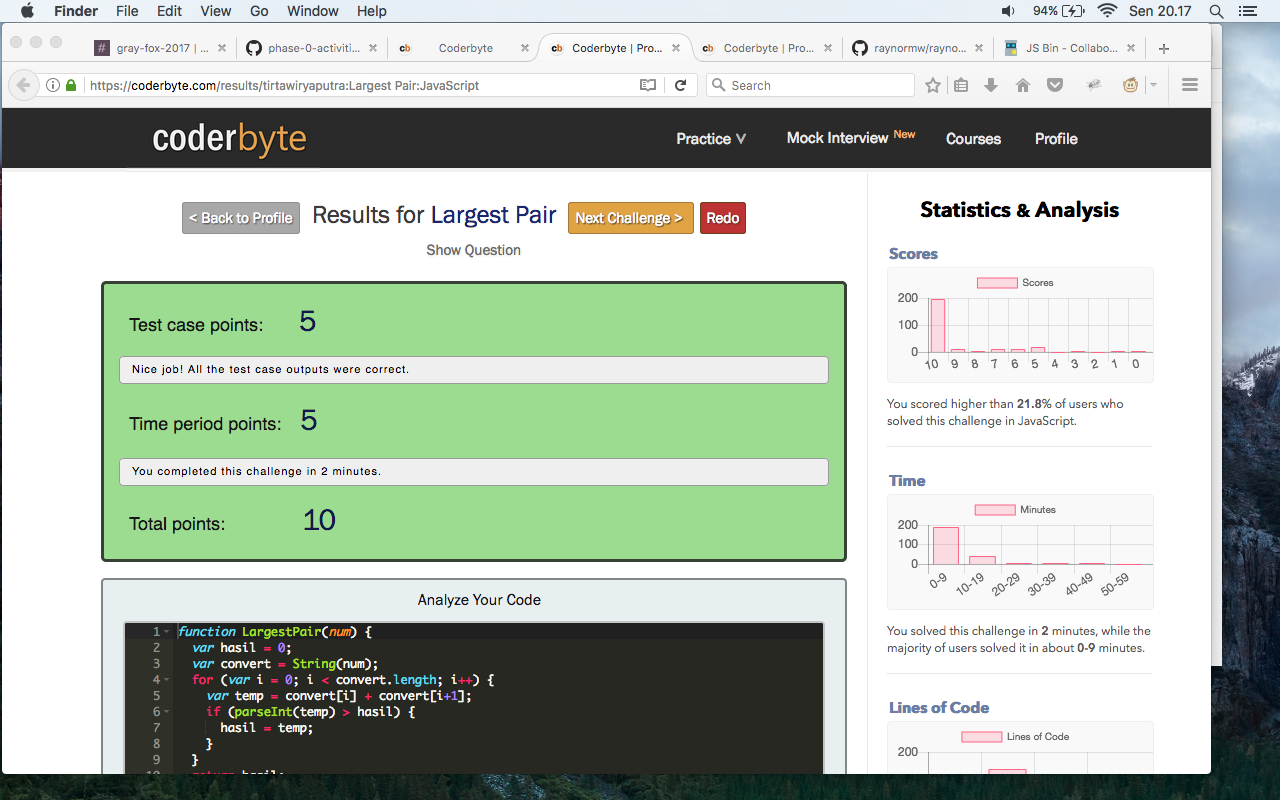 Finder File Edit View Go Window Help 94% Sen 20.17
# gray-fox-2017 | ... × phase-0-activiti... × cb Coderbyte × cb Coderbyte | Pro... × cb Coderbyte | Pro... × raynormw/rayno... × JS Bin - Collabo... × +
https://coderbyte.com/results/tirtawiryaputra:Largest Pair:JavaScript Search
coderbyte Practice V Mock Interview New Courses Profile
< Back to Profile Results for Largest Pair Next Challenge > Redo
Show Question
Test case points: 5
Nice job! All the test case outputs were correct.
Time period points: 5
You completed this challenge in 2 minutes.
Total points: 10
Analyze Your Code
1 function LargestPair(num) {
2 var hasil = 0;
3 var convert = String(num);
4 for (var i = 0; i < convert.length; i++) {
5 var temp = convert[i] + convert[i+1];
6 if (parseInt(temp) > hasil) {
7 hasil = temp;
8 }
9 }
10 return hasil;
Statistics & Analysis
Scores
Scores
200
100
0
10 9 8 7 6 5 4 3 2 1 0
You scored higher than 21.8% of users who
solved this challenge in JavaScript.
Time
Minutes
200
100
0
0-9 10-19 20-29 30-39 40-49 50-59
You solved this challenge in 2 minutes, while the
majority of users solved it in about 0-9 minutes.
Lines of Code
Lines of Code
200